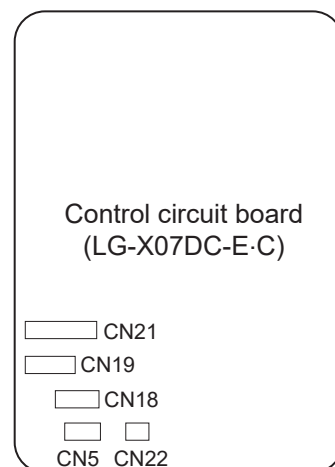 Control circuit board
(LG-X07DC-E·C)
CN21
CN19
CN18
CN5 CN22